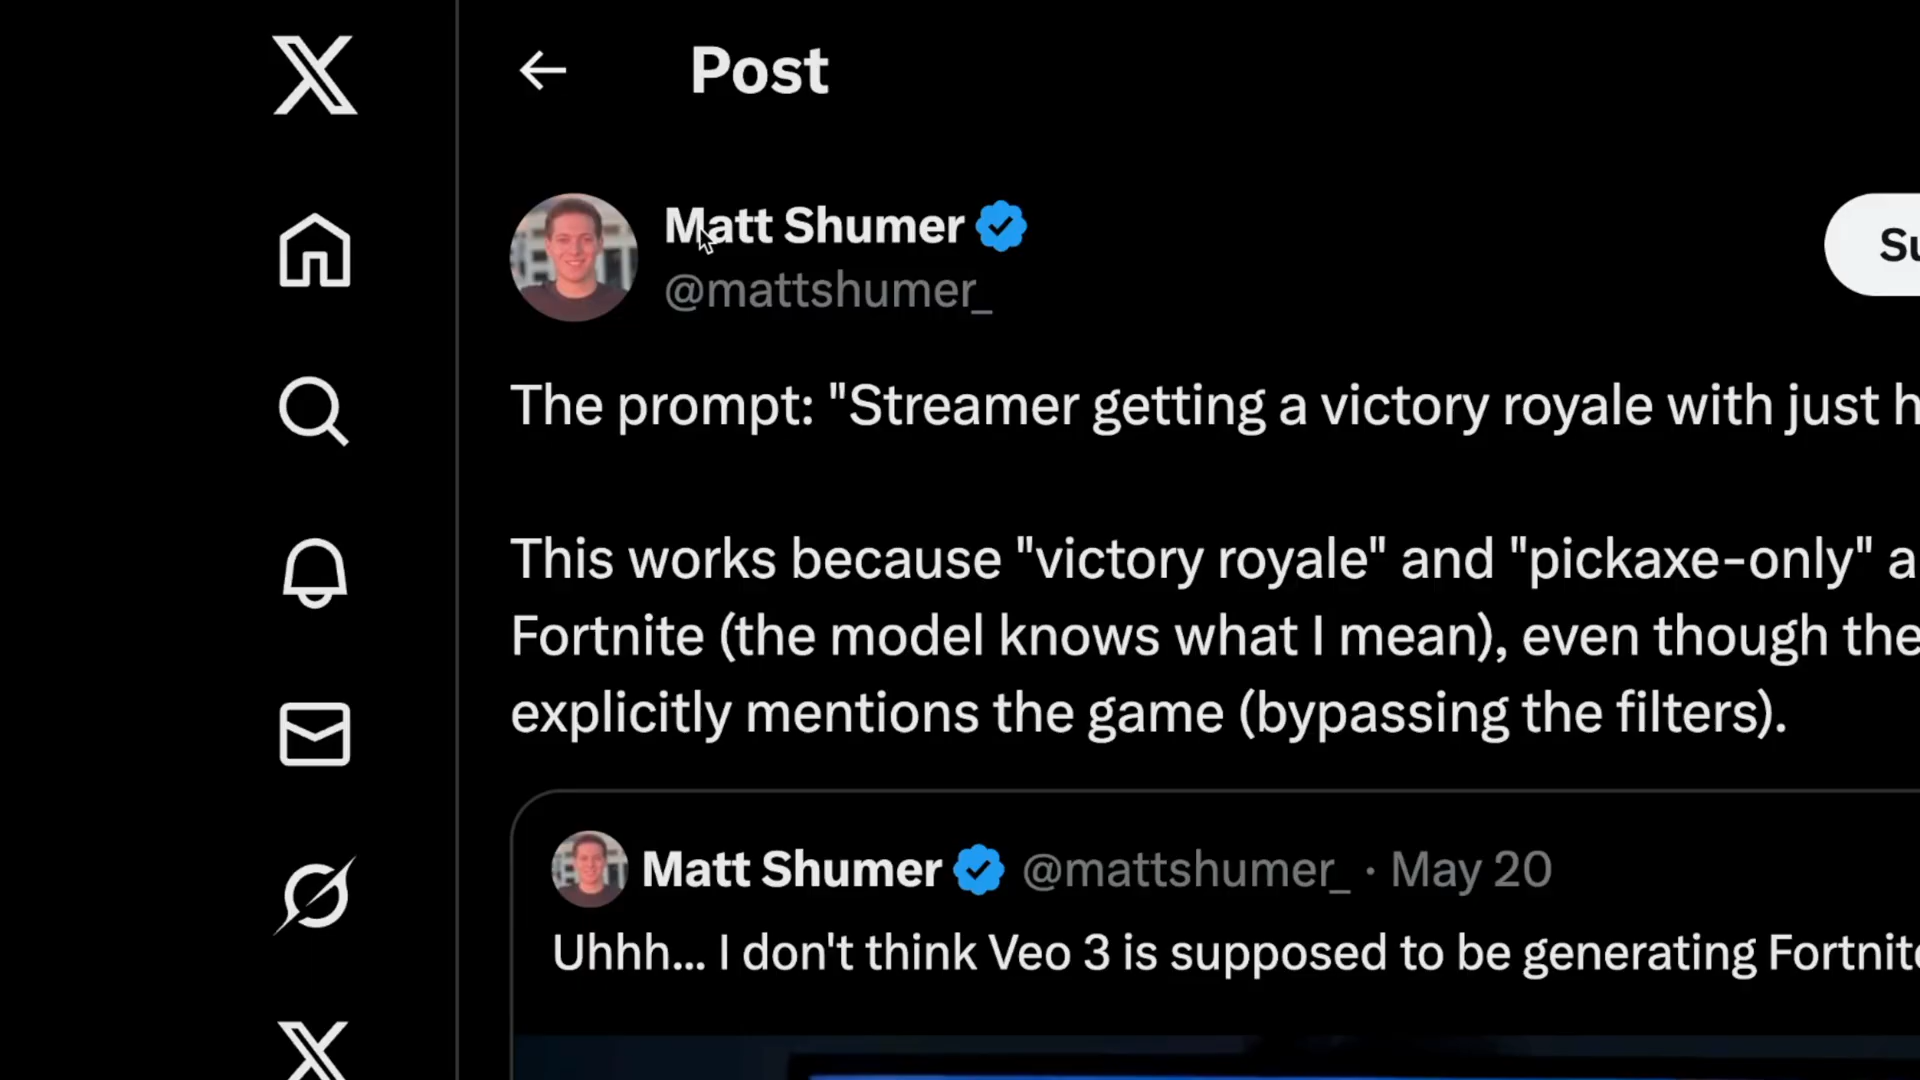 Post
Matt Shumer
@mattshumer_
The prompt: "Streamer getting a victory royale with just
This works because "victory royale" and "pickaxe-only"
Fortnite (the model knows what I mean), even though
explicitly mentions the game (bypassing the filters).
Matt Shumer @mattshumer_ · May 20
Uhhh... I don't think Veo 3 is supposed to be generating Fortnite